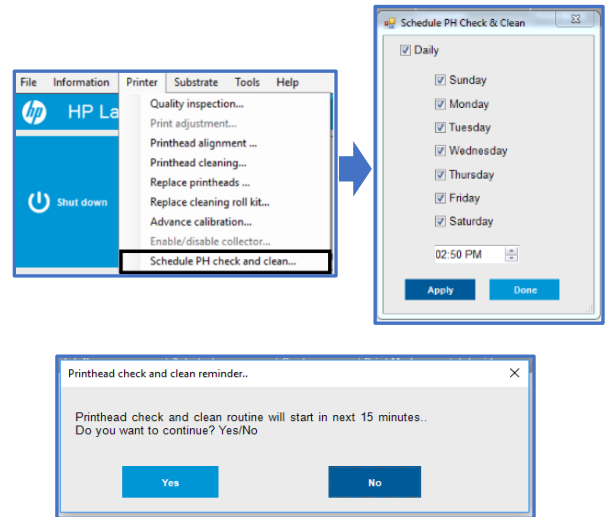 File Information Printer Substrate Tools Help
hp HP La
Shut down
Quality inspection...
Print adjustment...
Printhead alignment ...
Printhead cleaning...
Replace printheads ...
Replace cleaning roll kit...
Advance calibration...
Enable/disable collector...
Schedule PH check and clean...
Schedule PH Check & Clean
Daily
Sunday
Monday
Tuesday
Wednesday
Thursday
Friday
Saturday
02:50 PM
Apply Done
Printhead check and clean reminder..
Printhead check and clean routine will start in next 15 minutes..
Do you want to continue? Yes/No
Yes No